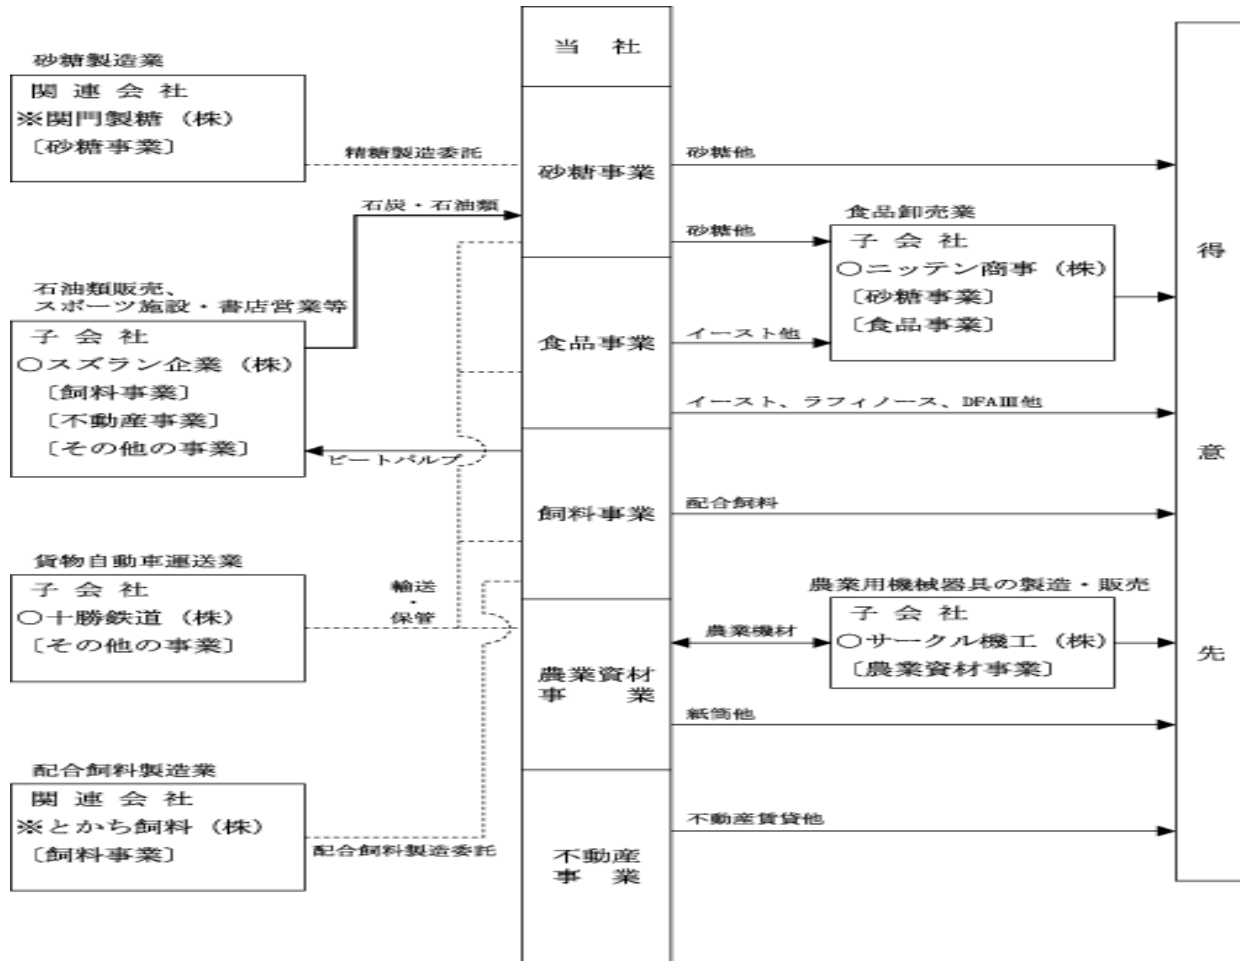 砂糖製造業
関連会社
※関門製糖（株）
〔砂糖事業〕
精糖製造委託
石炭・石油類
石油類販売、
スポーツ施設・書店営業等
子会社
○スズラン企業（株）
〔飼料事業〕
〔不動産事業〕
〔その他の事業〕
ビートパルプ
貨物自動車運送業
子会社
○十勝鉄道（株）
〔その他の事業〕
輸送
・
保管
配合飼料製造業
関連会社
※とかち飼料（株）
〔飼料事業〕
配合飼料製造委託
当社
砂糖事業
食品事業
飼料事業
農業資材
事業
不動産
事業
砂糖他
砂糖他
食品卸売業
子会社
○ニッテン商事（株）
〔砂糖事業〕
〔食品事業〕
イースト他
イースト、ラフィノース、DFAⅢ他
配合飼料
農業用機械器具の製造・販売
子会社
○サークル機工（株）
〔農業資材事業〕
農業機材
紙筒他
不動産賃貸他
得
意
先